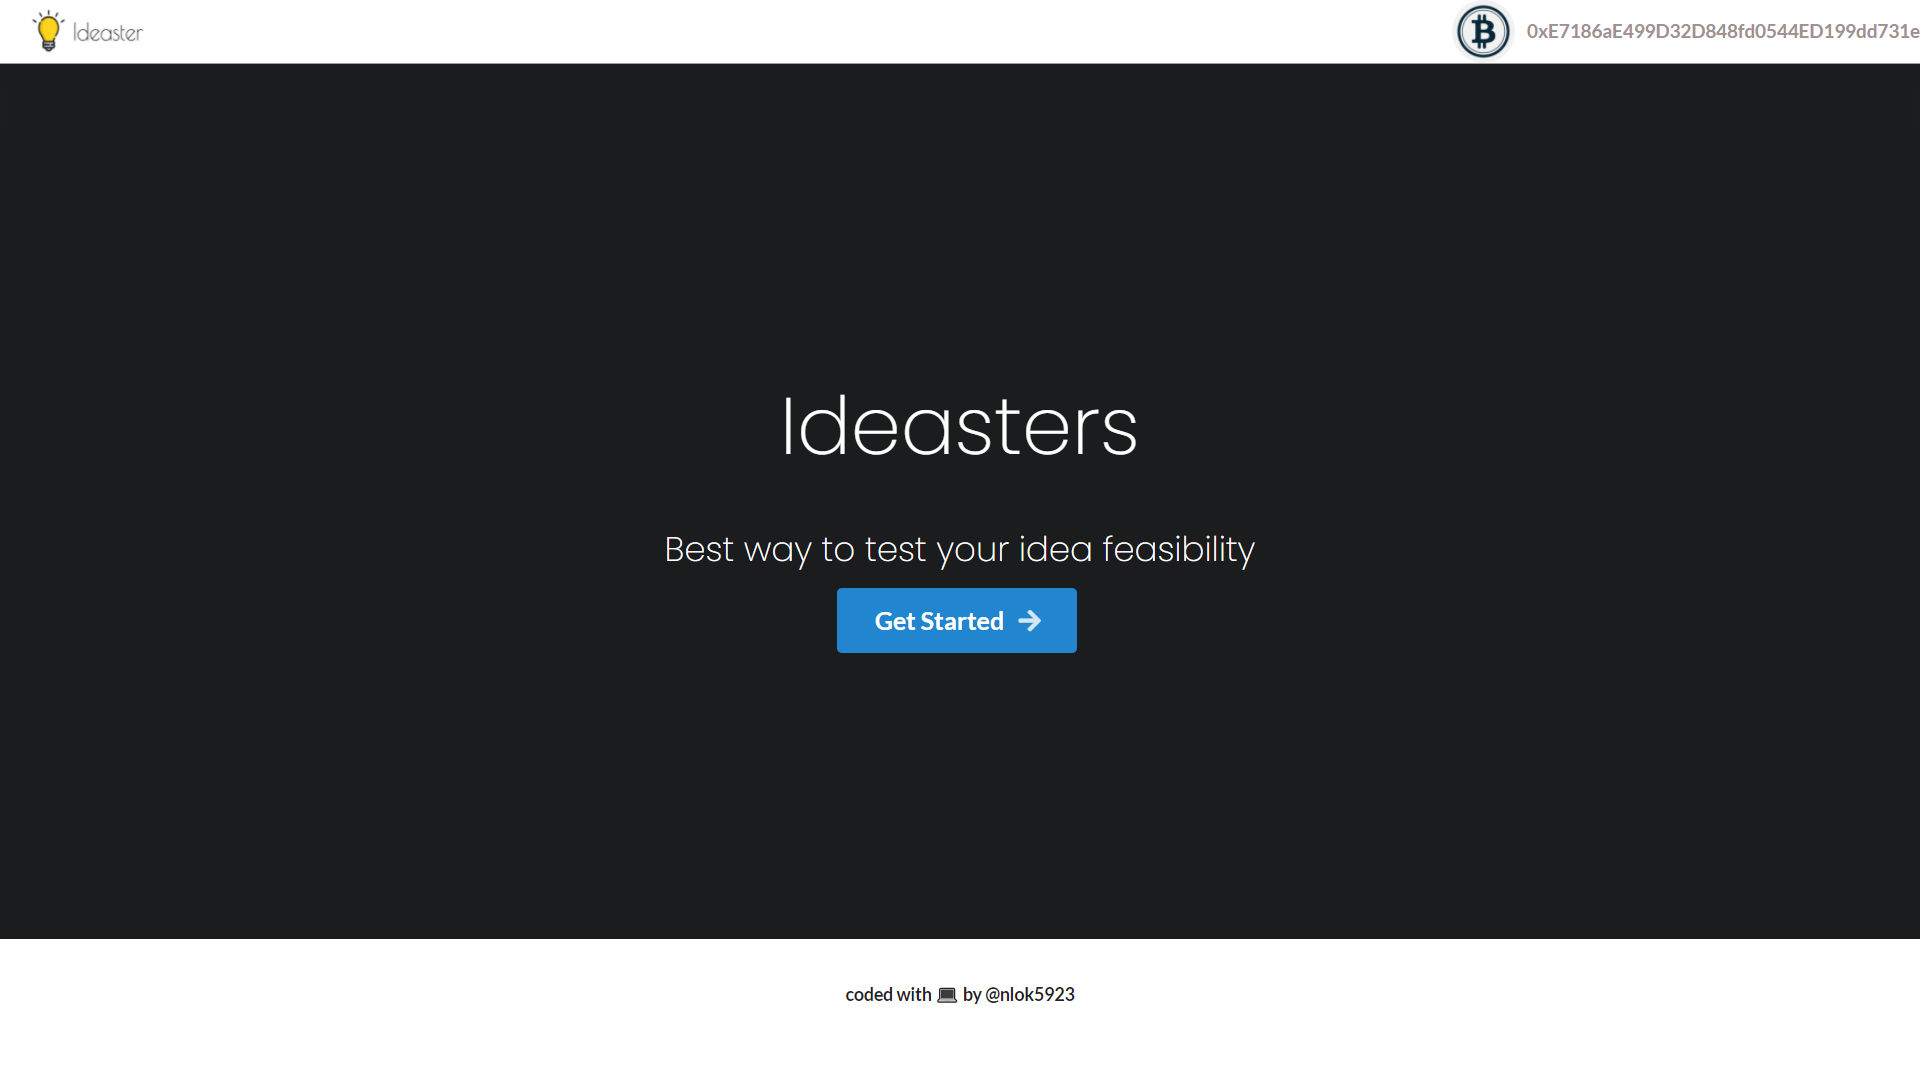 Ideaster
0xE7186aE499D32D848fd0544ED199dd731e
Ideasters
Best way to test your idea feasibility
Get Started
coded with 💻 by @nlok5923